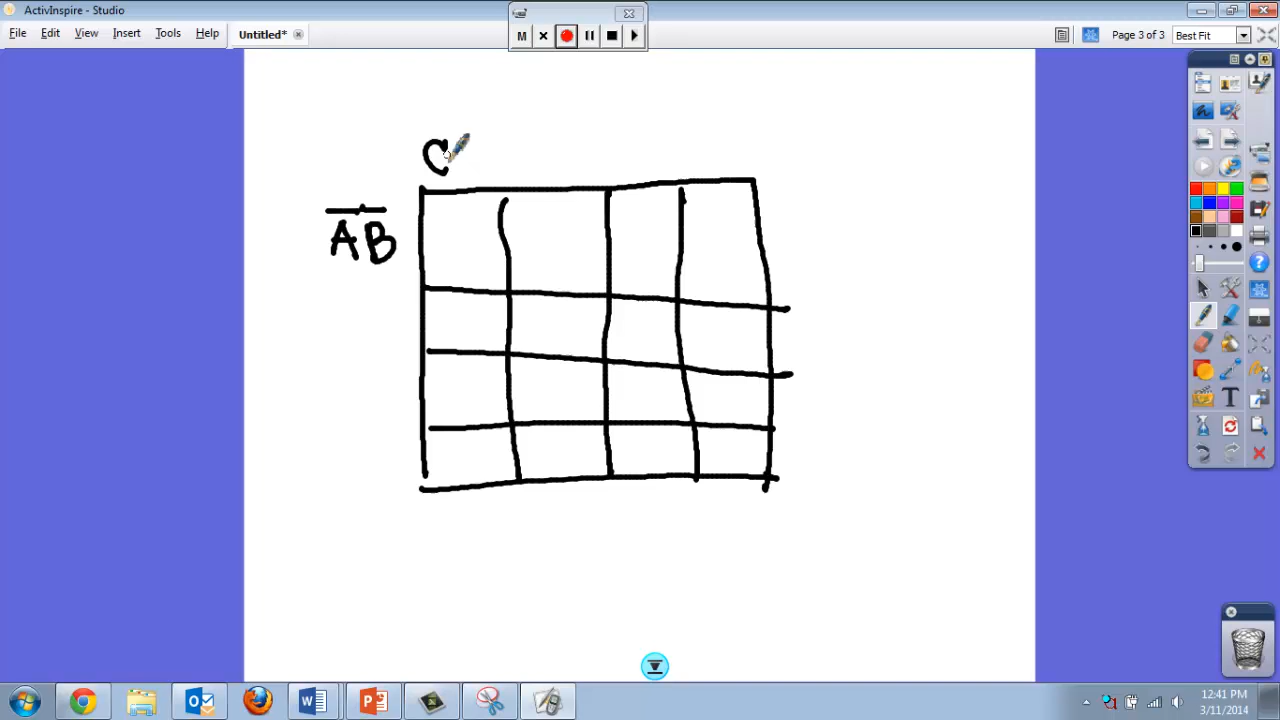 ActivInspire - Studio
File Edit View Insert Tools Help Untitled*
M
Page 3 of 3 Best Fit
C
A̅B̅
T
12:41 PM
3/11/2014